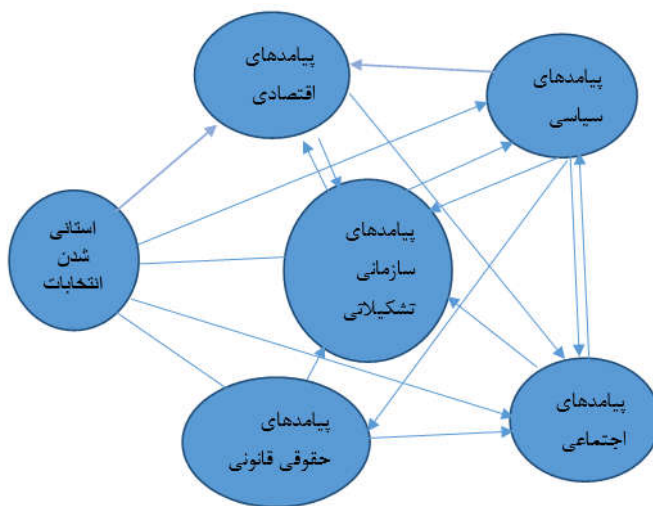 پیامدهای
اقتصادی
پیامدهای
سیاسی
استانی
شدن
انتخابات
پیامدهای
سازمانی
تشکیلاتی
پیامدهای
حقوقی قانونی
پیامدهای
اجتماعی